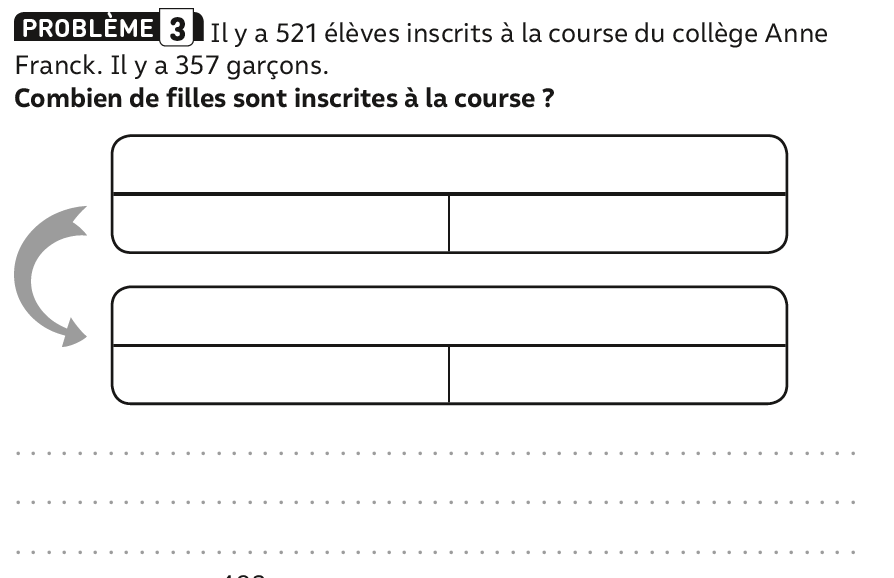 PROBLÈME 3 Il y a 521 élèves inscrits à la course du collège Anne
Franck. Il y a 357 garçons.
Combien de filles sont inscrites à la course ?